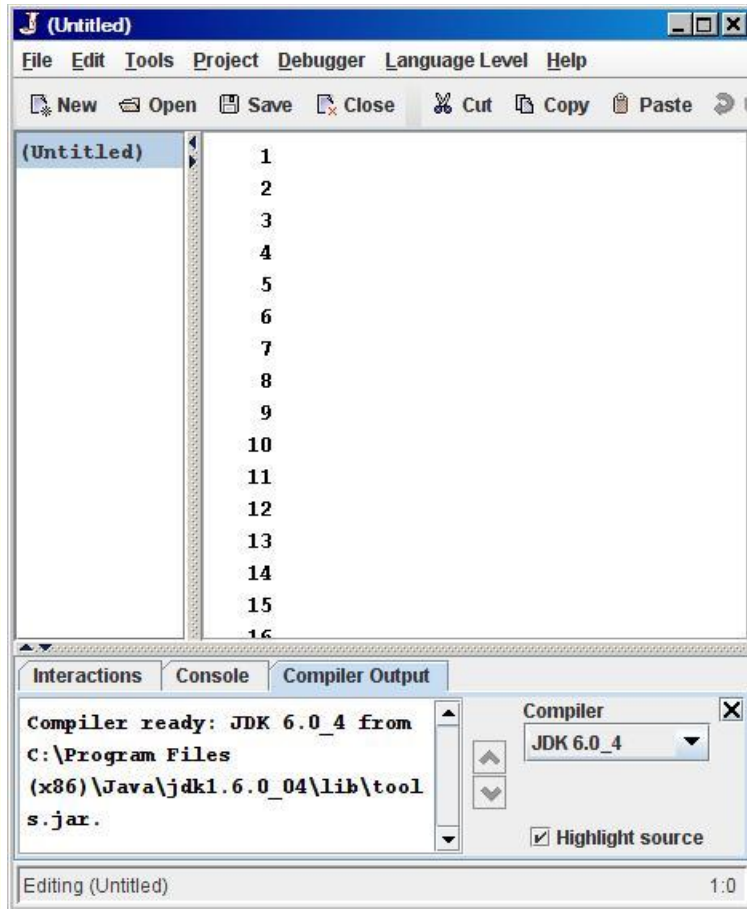 (Untitled)
File Edit Tools Project Debugger Language Level Help
New Open Save Close Cut Copy Paste
(Untitled)
1
2
3
4
5
6
7
8
9
10
11
12
13
14
15
16
Interactions Console Compiler Output
Compiler ready: JDK 6.0_4 from
C:\Program Files
(x86)\Java\jdk1.6.0_04\lib\tool
s.jar.
Compiler
JDK 6.0_4
Highlight source
Editing (Untitled) 1:0